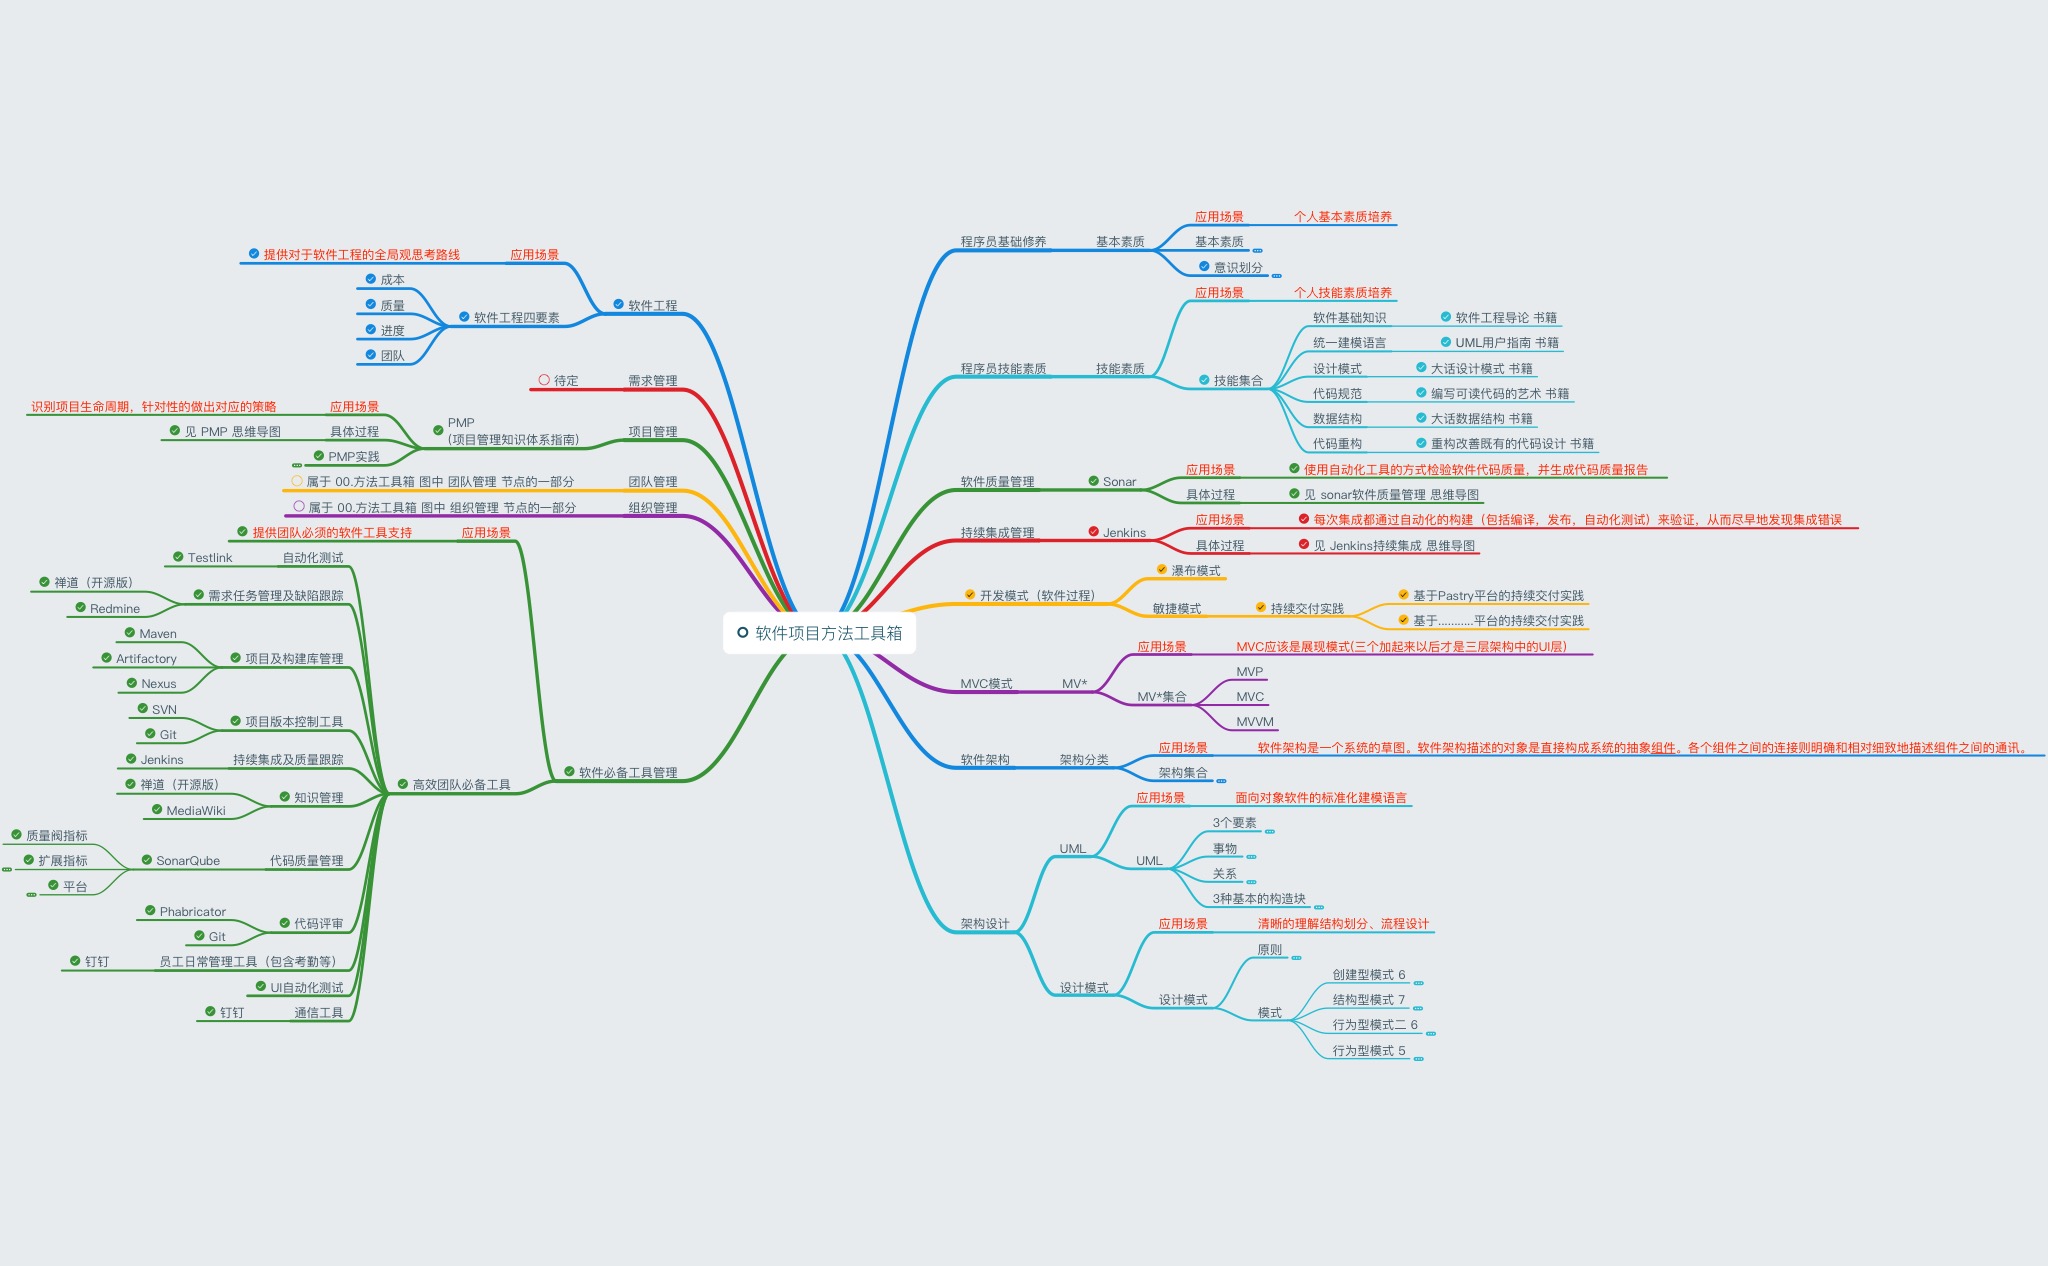 软件项目方法工具箱
程序员基础修养
基本素质
应用场景
个人基本素质培养
基本素质
意识划分
程序员技能素质
技能素质
应用场景
个人技能素质培养
技能集合
软件基础知识
软件工程导论 书籍
统一建模语言
UML用户指南 书籍
设计模式
大话设计模式 书籍
代码规范
编写可读代码的艺术 书籍
数据结构
大话数据结构 书籍
代码重构
重构改善既有的代码设计 书籍
软件质量管理
Sonar
应用场景
使用自动化工具的方式检验软件代码质量，并生成代码质量报告
具体过程
见 sonar软件质量管理 思维导图
持续集成管理
Jenkins
应用场景
每次集成都通过自动化的构建（包括编译，发布，自动化测试）来验证，从而尽早地发现集成错误
具体过程
见 Jenkins持续集成 思维导图
开发模式（软件过程）
瀑布模式
敏捷模式
持续交付实践
基于Pastry平台的持续交付实践
基于...........平台的持续交付实践
MVC模式
MV*
应用场景
MVC应该是展现模式(三个加起来以后才是三层架构中的UI层)
MV*集合
MVP
MVC
MVVM
软件架构
架构分类
应用场景
软件架构是一个系统的草图。软件架构描述的对象是直接构成系统的抽象组件。各个组件之间的连接则明确和相对细致地描述组件之间的通讯。
架构集合
架构设计
UML
应用场景
面向对象软件的标准化建模语言
UML
3个要素
事物
关系
3种基本的构造块
设计模式
应用场景
清晰的理解结构划分、流程设计
设计模式
原则
模式
创建型模式 6
结构型模式 7
行为型模式二 6
行为型模式 5
软件工程
应用场景
提供对于软件工程的全局观思考路线
软件工程四要素
成本
质量
进度
团队
需求管理
待定
项目管理
PMP
(项目管理知识体系指南)
应用场景
识别项目生命周期，针对性的做出对应的策略
具体过程
见 PMP 思维导图
PMP实践
团队管理
属于 00.方法工具箱 图中 团队管理 节点的一部分
组织管理
属于 00.方法工具箱 图中 组织管理 节点的一部分
软件必备工具管理
应用场景
提供团队必须的软件工具支持
高效团队必备工具
自动化测试
Testlink
需求任务管理及缺陷跟踪
禅道（开源版）
Redmine
项目及构建库管理
Maven
Artifactory
Nexus
项目版本控制工具
SVN
Git
持续集成及质量跟踪
Jenkins
知识管理
禅道（开源版）
MediaWiki
代码质量管理
SonarQube
质量阀指标
扩展指标
平台
代码评审
Phabricator
Git
员工日常管理工具（包含考勤等）
钉钉
UI自动化测试
通信工具
钉钉